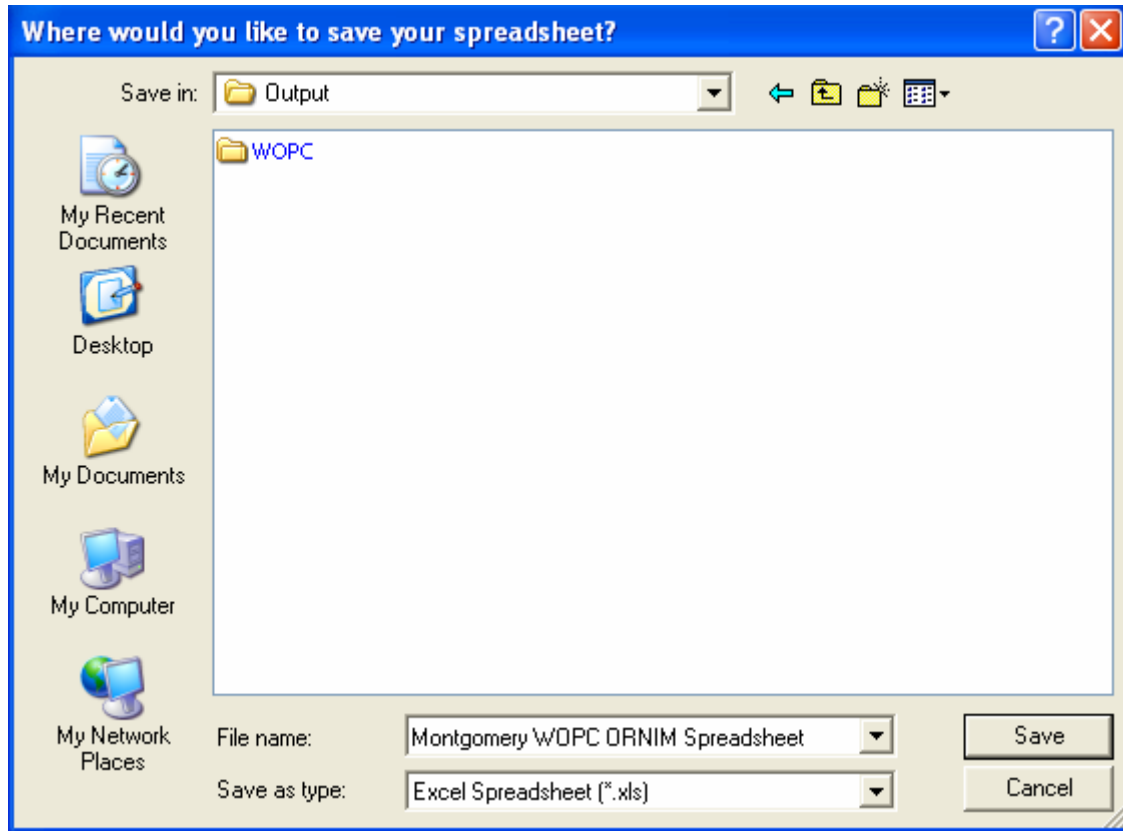 Where would you like to save your spreadsheet?
Save in:
Output
WOPC
My Recent
Documents
Desktop
My Documents
My Computer
My Network
Places
File name:
Montgomery WOPC ORNIM Spreadsheet
Save
Save as type:
Excel Spreadsheet (*.xls)
Cancel